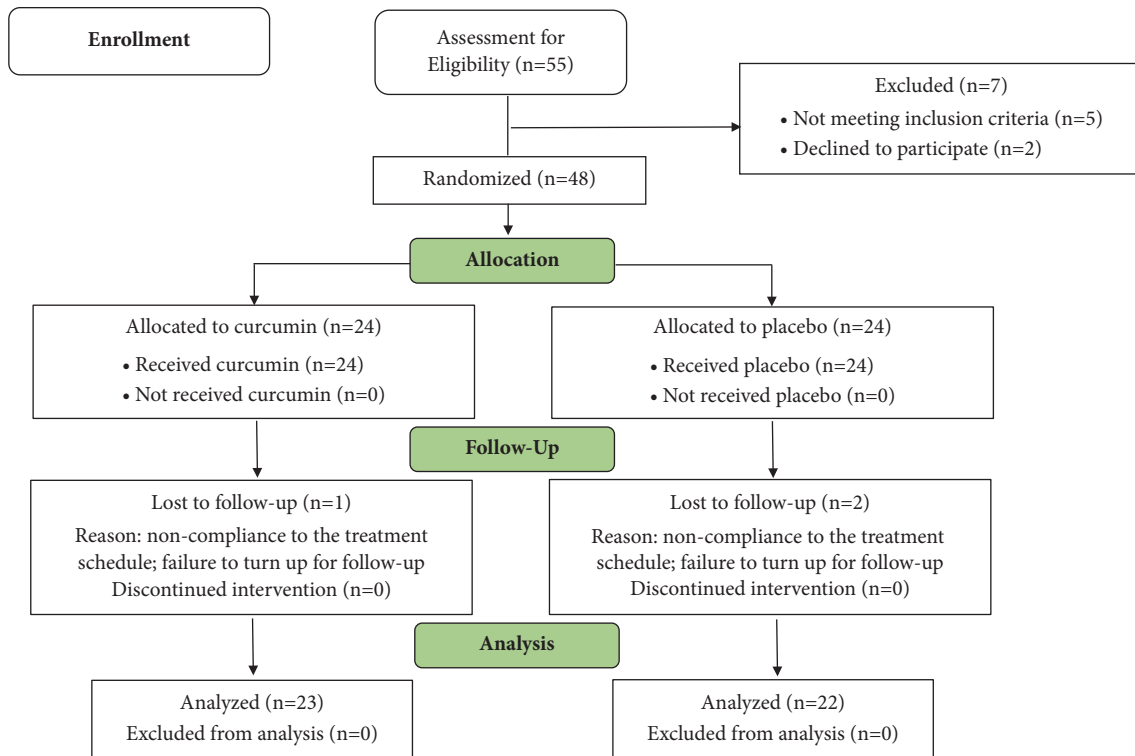 Enrollment
Assessment for
Eligibility (n=55)
Excluded (n=7)
• Not meeting inclusion criteria (n=5)
• Declined to participate (n=2)
Randomized (n=48)
Allocation
Allocated to curcumin (n=24)
• Received curcumin (n=24)
• Not received curcumin (n=0)
Allocated to placebo (n=24)
• Received placebo (n=24)
• Not received placebo (n=0)
Follow-Up
Lost to follow-up (n=1)
Reason: non-compliance to the treatment
schedule; failure to turn up for follow-up
Discontinued intervention (n=0)
Lost to follow-up (n=2)
Reason: non-compliance to the treatment
schedule; failure to turn up for follow-up
Discontinued intervention (n=0)
Analysis
Analyzed (n=23)
Excluded from analysis (n=0)
Analyzed (n=22)
Excluded from analysis (n=0)